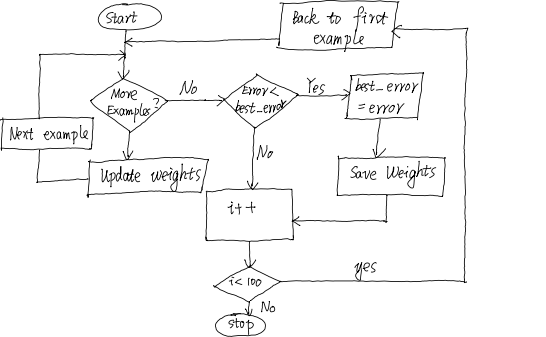 Start
Back to first
example
More
Examples?
No
Error<
best_error
Yes
best_error
= error
Next example
Update weights
No
Save Weights
i++
i<100
yes
No
stop